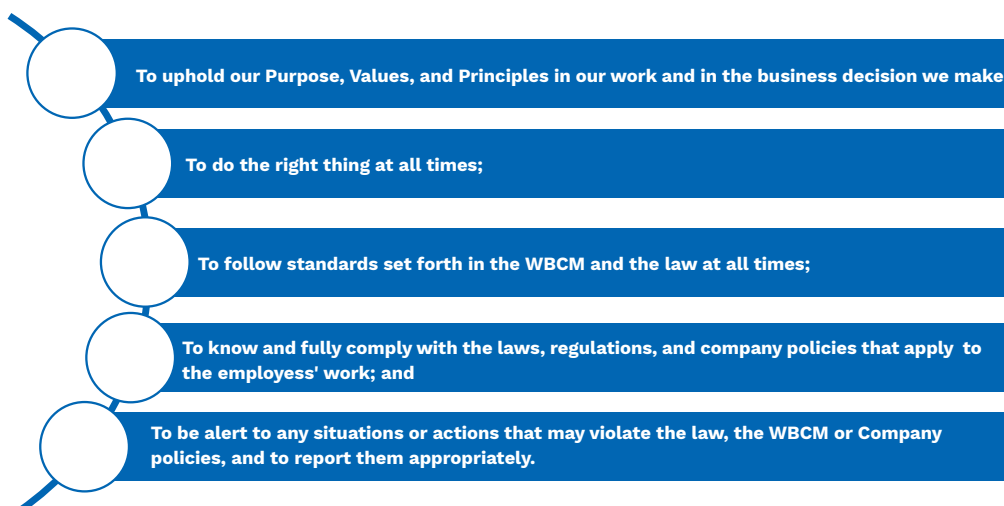 To uphold our Purpose, Values, and Principles in our work and in the business decision we make
To do the right thing at all times;
To follow standards set forth in the WBCM and the law at all times;
To know and fully comply with the laws, regulations, and company policies that apply  to
the employess' work; and
To be alert to any situations or actions that may violate the law, the WBCM or Company
policies, and to report them appropriately.